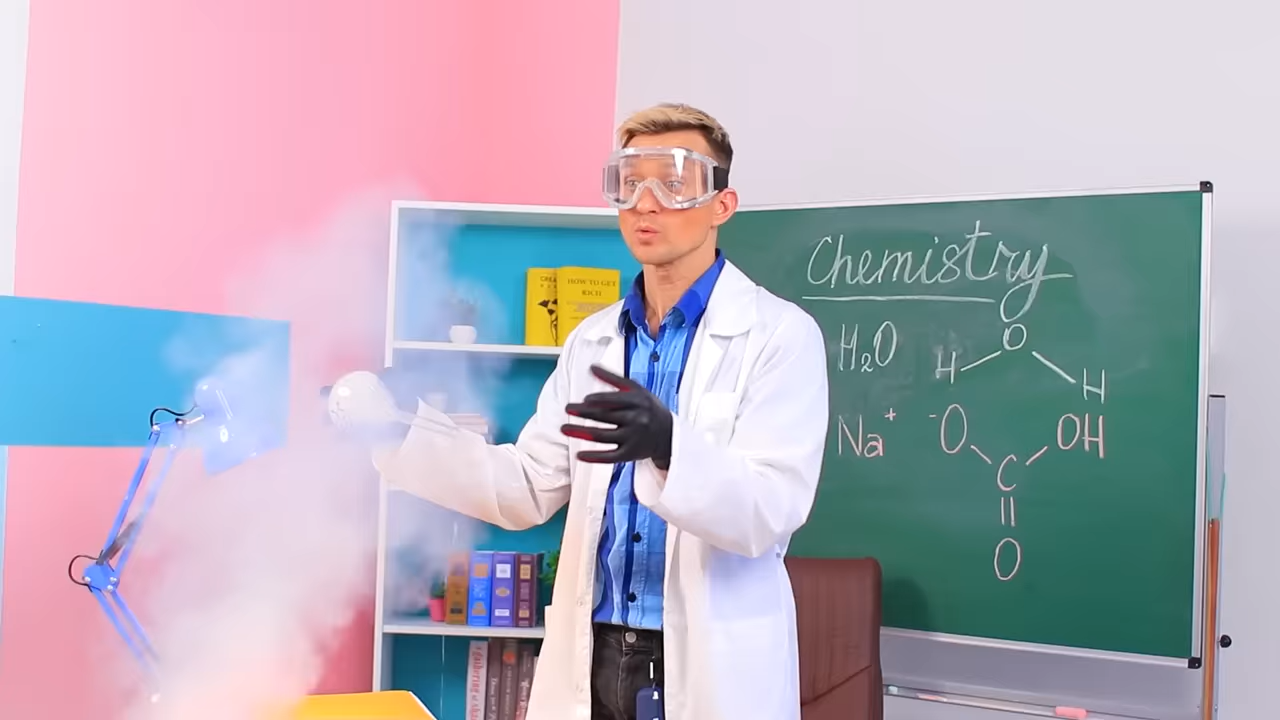 HOW TO GET
RICH
Chemistry
H₂O
O
H
H
Na⁺
⁻O
OH
C
O